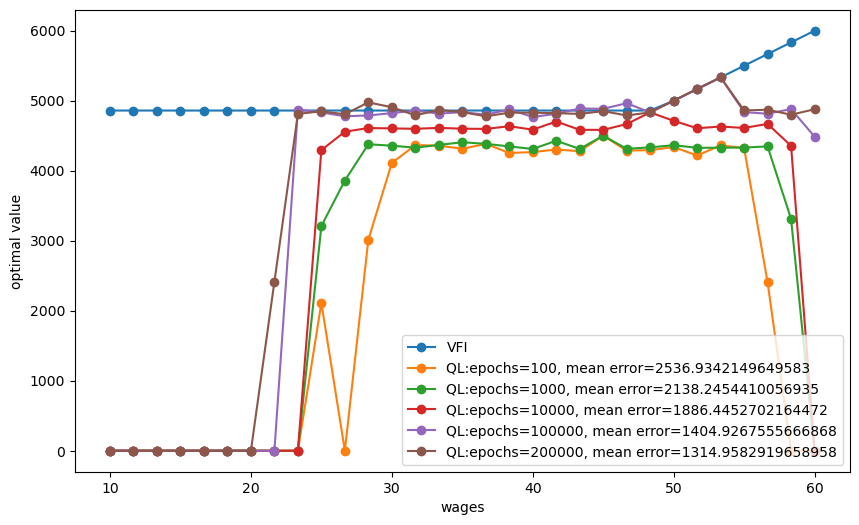 6000
5000
4000
3000
2000
1000
0
optimal value
10
20
30
40
50
60
wages
VFI
QL:epochs=100, mean error=2536.9342149649583
QL:epochs=1000, mean error=2138.2454410056935
QL:epochs=10000, mean error=1886.4452702164472
QL:epochs=100000, mean error=1404.9267555666868
QL:epochs=200000, mean error=1314.9582919658958